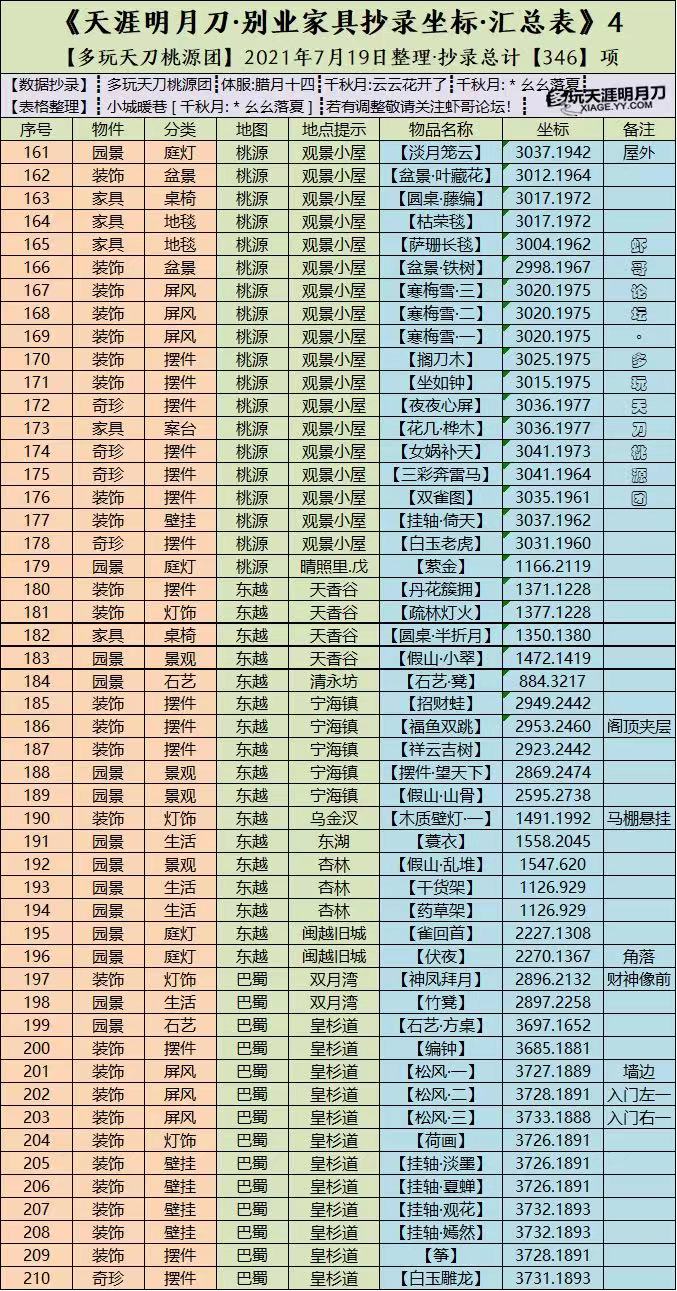 《天涯明月刀·别业家具抄录坐标·汇总表》4
【多玩天刀桃源团】2021年7月19日整理·抄录总计【346】项
【数据抄录】 多玩天刀桃源团 体服:腊月十四 千秋月:云云花开了 千秋月: * 幺幺落夏
【表格整理】 小城暖巷 [ 千秋月: * 幺幺落夏 ] 若有调整敬请关注虾哥论坛!
多玩天涯明月刀
XIAGE.YY.COM
序号 物件 分类 地图 地点提示 物品名称 坐标 备注
161 园景 庭灯 桃源 观景小屋 【淡月笼云】 3037.1942 屋外
162 装饰 盆景 桃源 观景小屋 【盆景·叶藏花】 3012.1964
163 家具 桌椅 桃源 观景小屋 【圆桌·藤编】 3017.1972
164 家具 地毯 桃源 观景小屋 【枯荣毯】 3017.1972
165 家具 地毯 桃源 观景小屋 【萨珊长毯】 3004.1962 虾
166 装饰 盆景 桃源 观景小屋 【盆景·铁树】 2998.1967 哥
167 装饰 屏风 桃源 观景小屋 【寒梅雪·三】 3020.1975 论
168 装饰 屏风 桃源 观景小屋 【寒梅雪·二】 3020.1975 坛
169 装饰 屏风 桃源 观景小屋 【寒梅雪·一】 3020.1975 ·
170 装饰 摆件 桃源 观景小屋 【搁刀木】 3025.1975 多
171 装饰 摆件 桃源 观景小屋 【坐如钟】 3015.1975 玩
172 奇珍 摆件 桃源 观景小屋 【夜夜心屏】 3036.1977 天
173 家具 案台 桃源 观景小屋 【花几·桦木】 3036.1977 刀
174 奇珍 摆件 桃源 观景小屋 【女娲补天】 3041.1973 桃
175 奇珍 摆件 桃源 观景小屋 【三彩奔雷马】 3041.1964 源
176 装饰 摆件 桃源 观景小屋 【双雀图】 3035.1961 团
177 装饰 壁挂 桃源 观景小屋 【挂轴·倚天】 3037.1962
178 奇珍 摆件 桃源 观景小屋 【白玉老虎】 3031.1960
179 园景 庭灯 桃源 晴照里.戊 【萦金】 1166.2119
180 装饰 摆件 东越 天香谷 【丹花簇拥】 1371.1228
181 装饰 灯饰 东越 天香谷 【疏林灯火】 1377.1228
182 家具 桌椅 东越 天香谷 【圆桌·半折月】 1350.1380
183 园景 景观 东越 天香谷 【假山·小翠】 1472.1419
184 园景 石艺 东越 清永坊 【石艺·凳】 884.3217
185 装饰 摆件 东越 宁海镇 【招财蛙】 2949.2442
186 装饰 摆件 东越 宁海镇 【福鱼双跳】 2953.2460 阁顶夹层
187 装饰 摆件 东越 宁海镇 【祥云吉树】 2923.2442
188 园景 景观 东越 宁海镇 【摆件·望天下】 2869.2474
189 园景 景观 东越 宁海镇 【假山·山骨】 2595.2738
190 装饰 灯饰 东越 乌金汊 【木质壁灯·一】 1491.1992 马棚悬挂
191 园景 生活 东越 东湖 【蓑衣】 1558.2045
192 园景 景观 东越 杏林 【假山·乱堆】 1547.620
193 园景 生活 东越 杏林 【干货架】 1126.929
194 园景 生活 东越 杏林 【药草架】 1126.929
195 园景 庭灯 东越 闽越旧城 【雀回首】 2227.1308
196 园景 庭灯 东越 闽越旧城 【伏夜】 2270.1367 角落
197 装饰 灯饰 巴蜀 双月湾 【神凤拜月】 2896.2132 财神像前
198 园景 生活 巴蜀 双月湾 【竹凳】 2897.2258
199 园景 石艺 巴蜀 皇杉道 【石艺·方桌】 3697.1652
200 装饰 摆件 巴蜀 皇杉道 【编钟】 3685.1881
201 装饰 屏风 巴蜀 皇杉道 【松风·一】 3727.1889 墙边
202 装饰 屏风 巴蜀 皇杉道 【松风·二】 3728.1891 入门左一
203 装饰 屏风 巴蜀 皇杉道 【松风·三】 3733.1888 入门右一
204 装饰 灯饰 巴蜀 皇杉道 【荷画】 3726.1891
205 装饰 壁挂 巴蜀 皇杉道 【挂轴·淡墨】 3726.1891
206 装饰 壁挂 巴蜀 皇杉道 【挂轴·夏蝉】 3726.1891
207 装饰 壁挂 巴蜀 皇杉道 【挂轴·观花】 3732.1893
208 装饰 壁挂 巴蜀 皇杉道 【挂轴·嫣然】 3732.1893
209 装饰 摆件 巴蜀 皇杉道 【筝】 3728.1891
210 奇珍 摆件 巴蜀 皇杉道 【白玉雕龙】 3731.1893